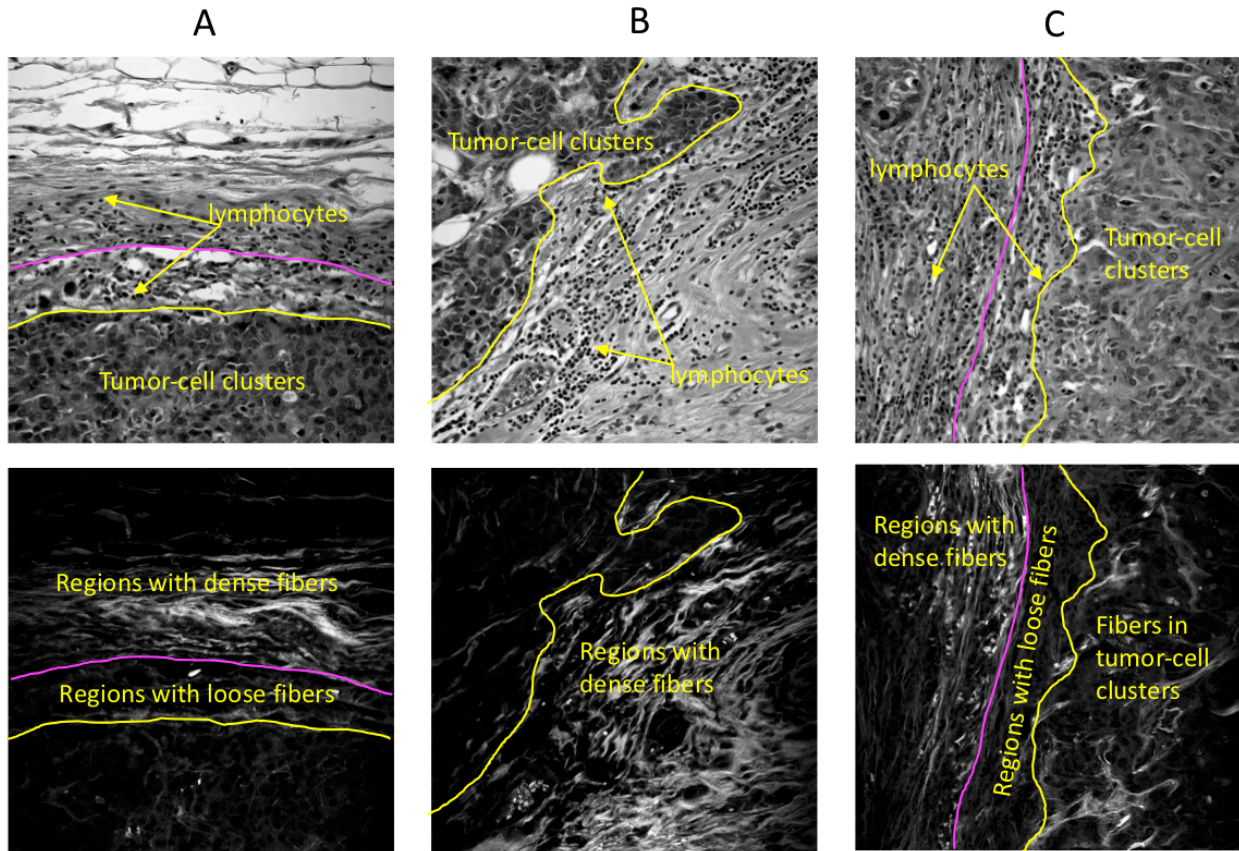 A
B
C
lymphocytes
Tumor-cell clusters
Tumor-cell clusters
lymphocytes
lymphocytes
Tumor-cell
clusters
Regions with dense fibers
Regions with loose fibers
Regions with
dense fibers
Regions with
dense fibers
Regions with loose fibers
Fibers in
tumor-cell
clusters